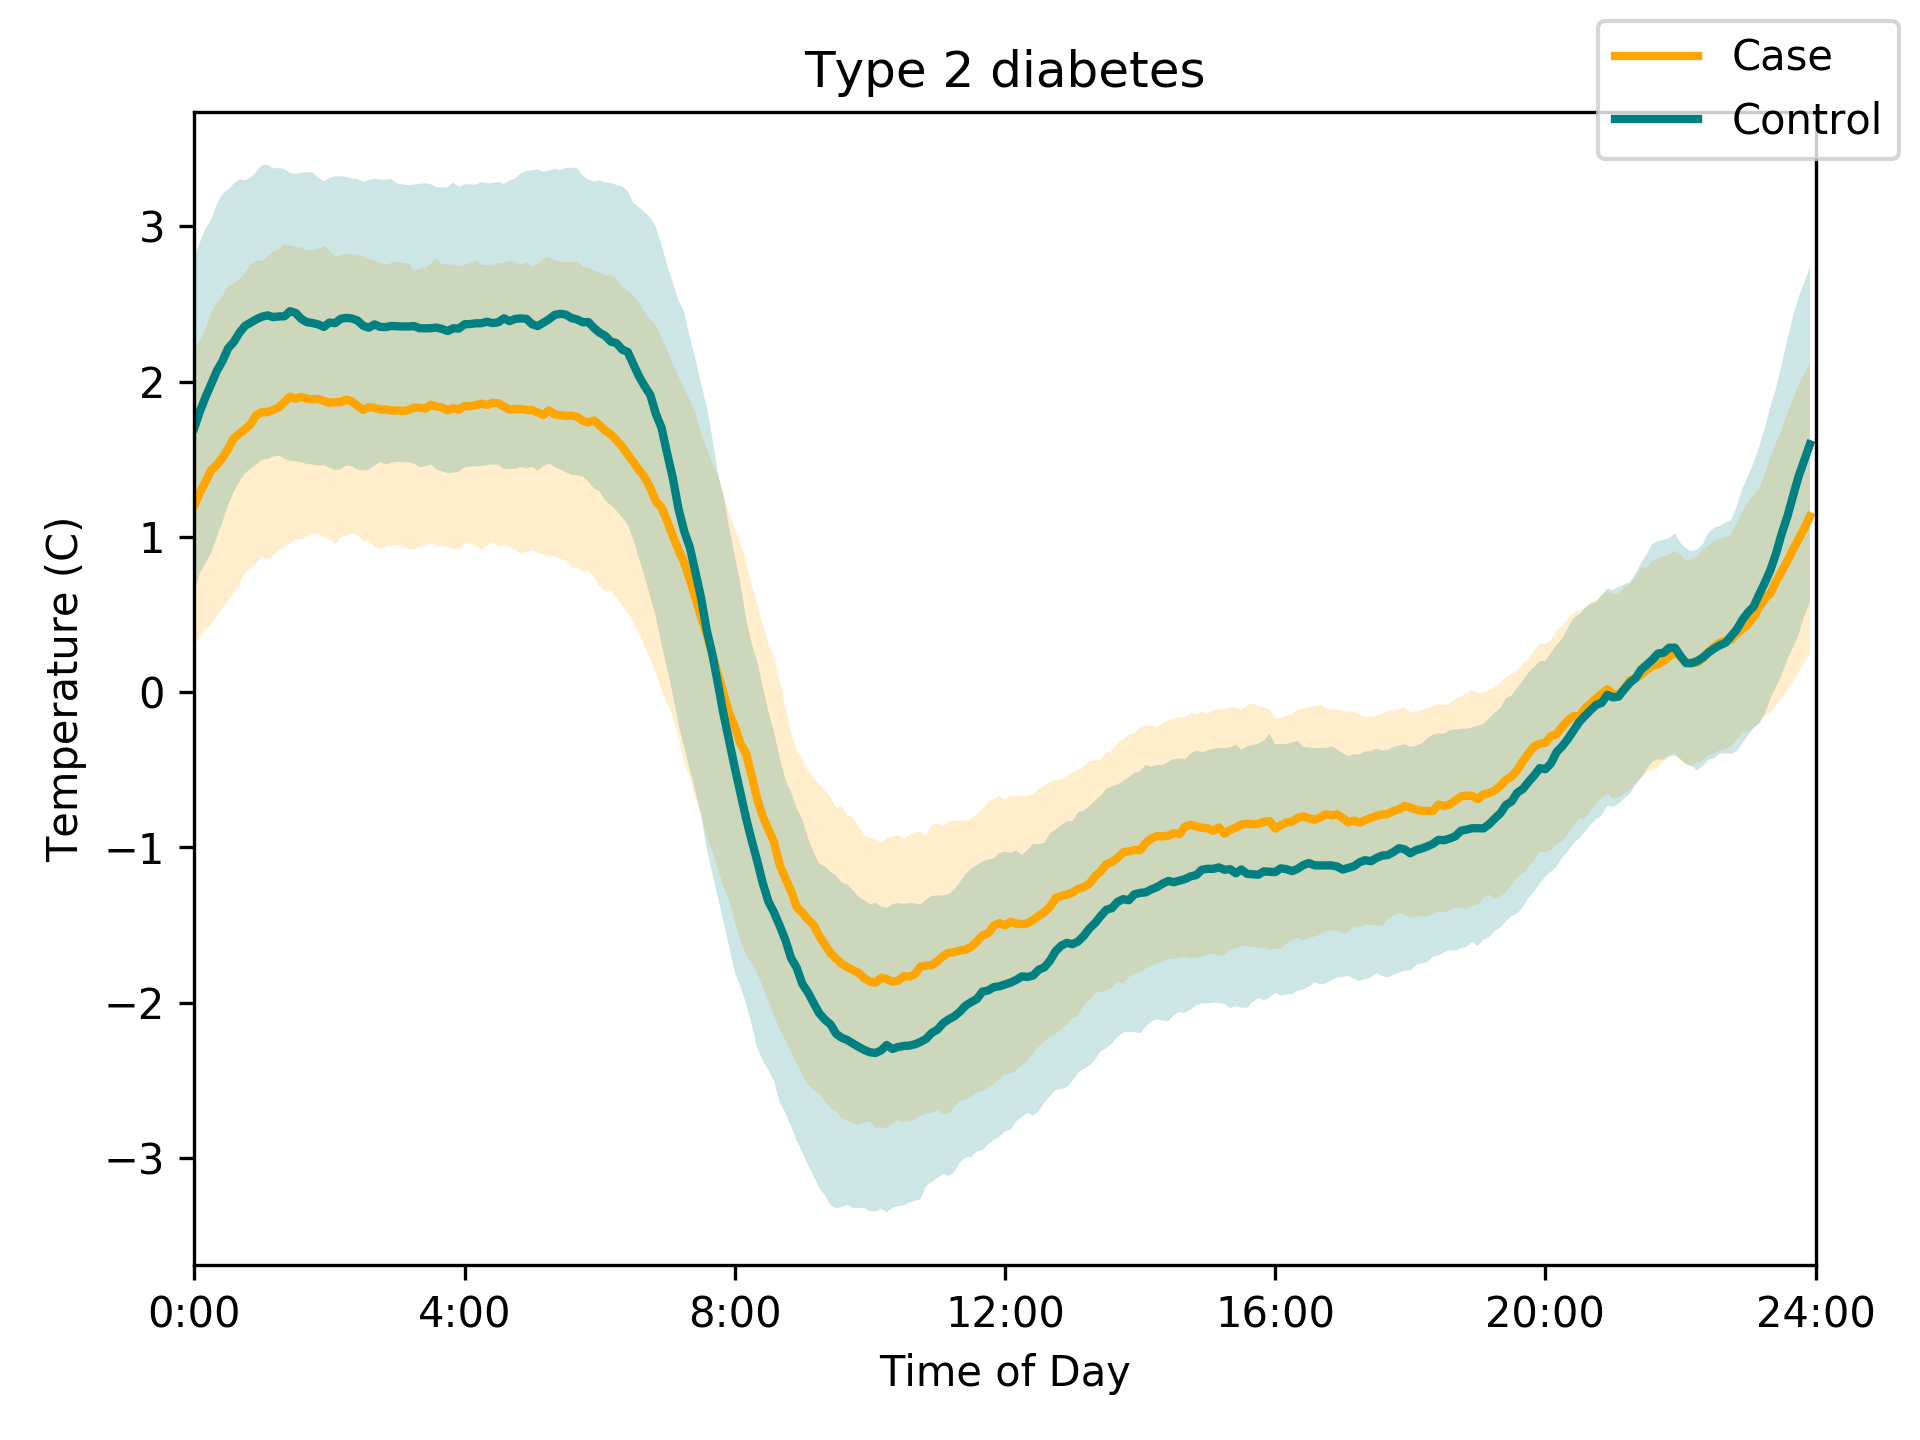 Type 2 diabetes
Case
Control
Temperature (C)
3
2
1
0
−1
−2
−3
0:00 4:00 8:00 12:00 16:00 20:00 24:00
Time of Day